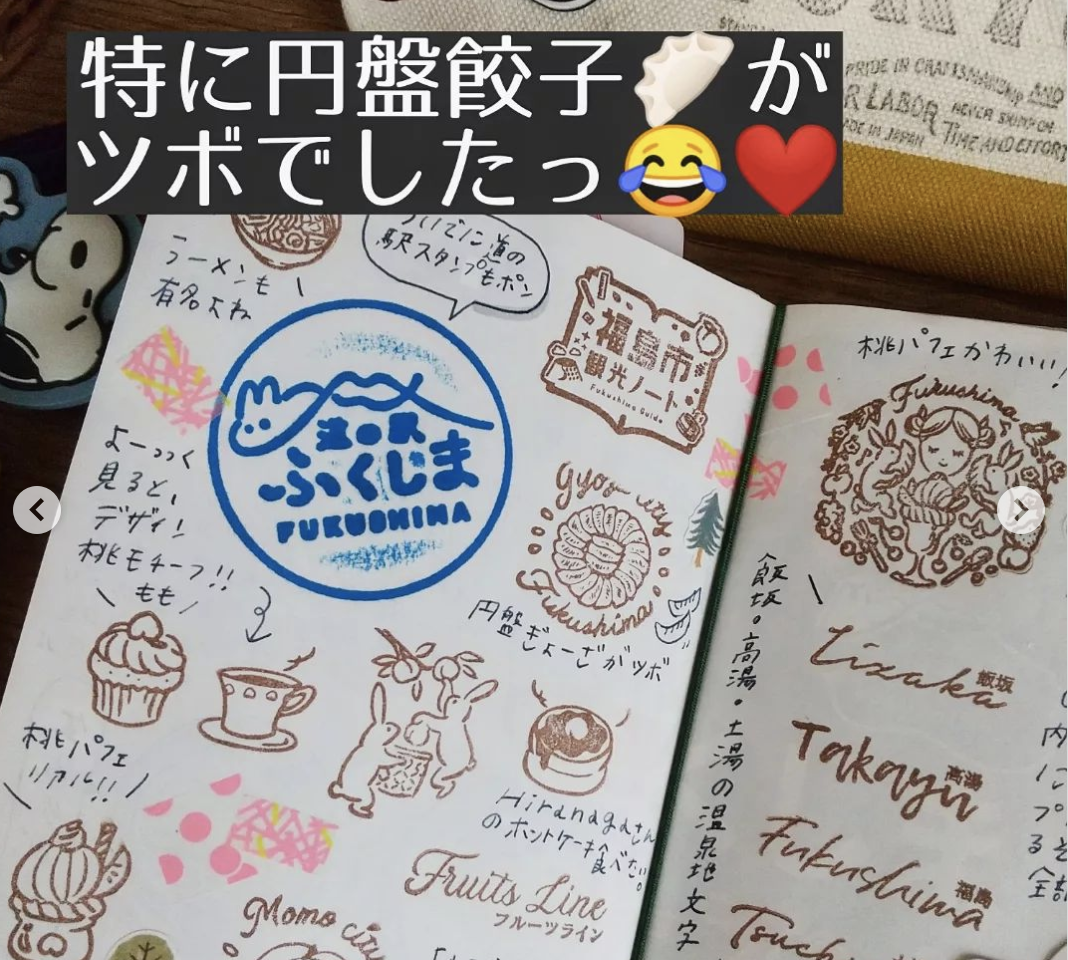 特に円盤餃子🥟が
ツボでしたっ😂❤️
PRIDE IN CRAFTSMANSHIP AND
LABOR NEVER SKIMP ON
MADE IN JAPAN TIME AND EFFORT
ラーメンも
有名よね
ついでに道の
駅スタンプもポン
道の駅
ふくしま
FUKUSHIMA
福島市
観光ノート
Fukushima Guide
よーっく
見ると、
デザイン
桃モチーフ!!
もも
Gyoza city
Fukushima
円盤ぎょーざがツボ
桃パフェ
リアル!!
Hiranagaさん
のホットケーキ食べたい。
Fruits Line
フルーツライン
Momo city
桃パフェかわいい!
Fukushima
飯坂。高湯・土湯の温泉地文字
Iizaka
飯坂
Takayu
高湯
Fukushima
福島